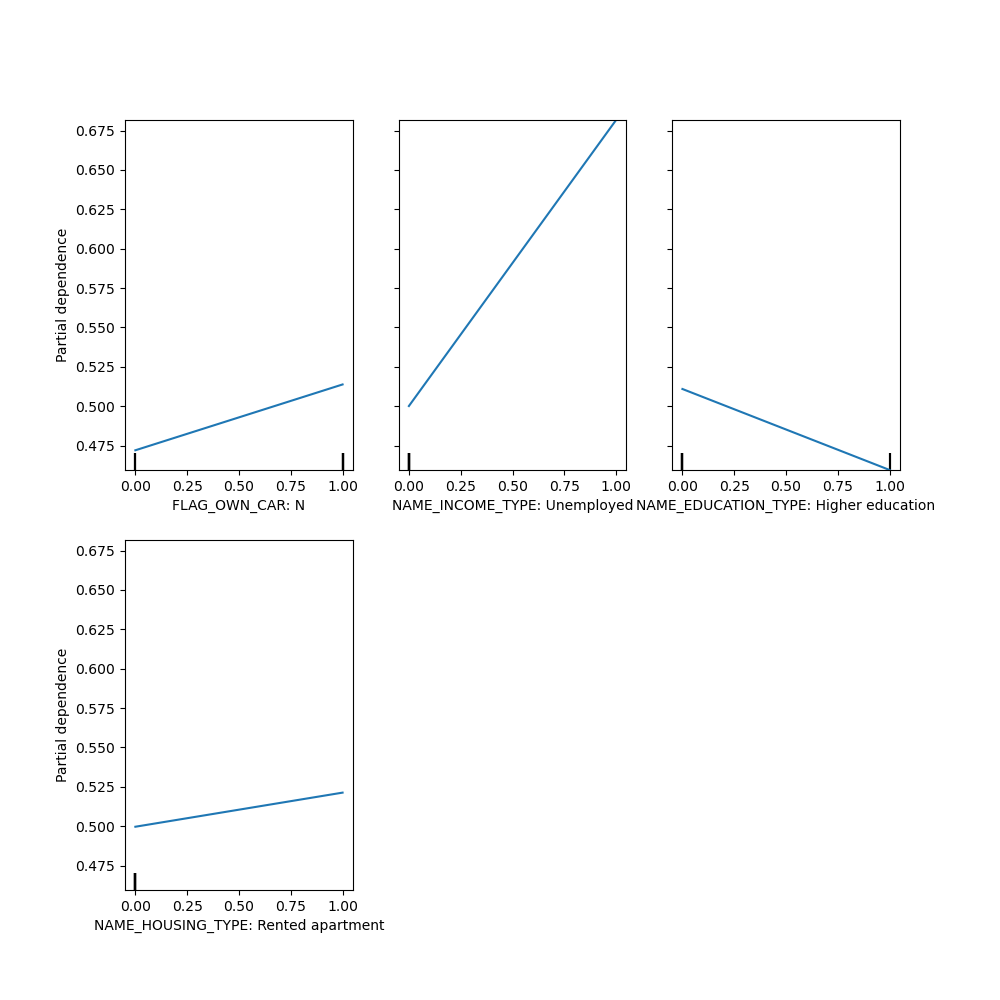 0.675
0.650
0.625
0.600
0.575
0.550
0.525
0.500
0.475
Partial dependence
0.00 0.25 0.50 0.75 1.00
FLAG_OWN_CAR: N
0.00 0.25 0.50 0.75 1.00
NAME_INCOME_TYPE: Unemployed
0.00 0.25 0.50 0.75 1.00
NAME_EDUCATION_TYPE: Higher education
0.675
0.650
0.625
0.600
0.575
0.550
0.525
0.500
0.475
Partial dependence
0.00 0.25 0.50 0.75 1.00
NAME_HOUSING_TYPE: Rented apartment